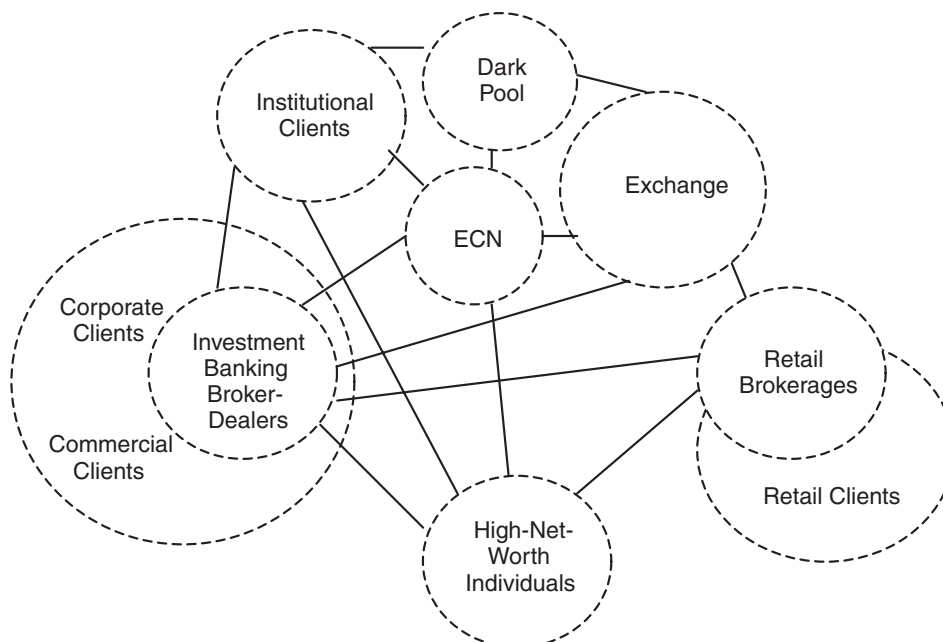 Dark
Pool
Institutional
Clients
Exchange
ECN
Corporate
Clients
Investment
Banking
Broker-
Dealers
Retail
Brokerages
Commercial
Clients
Retail Clients
High-Net-
Worth
Individuals